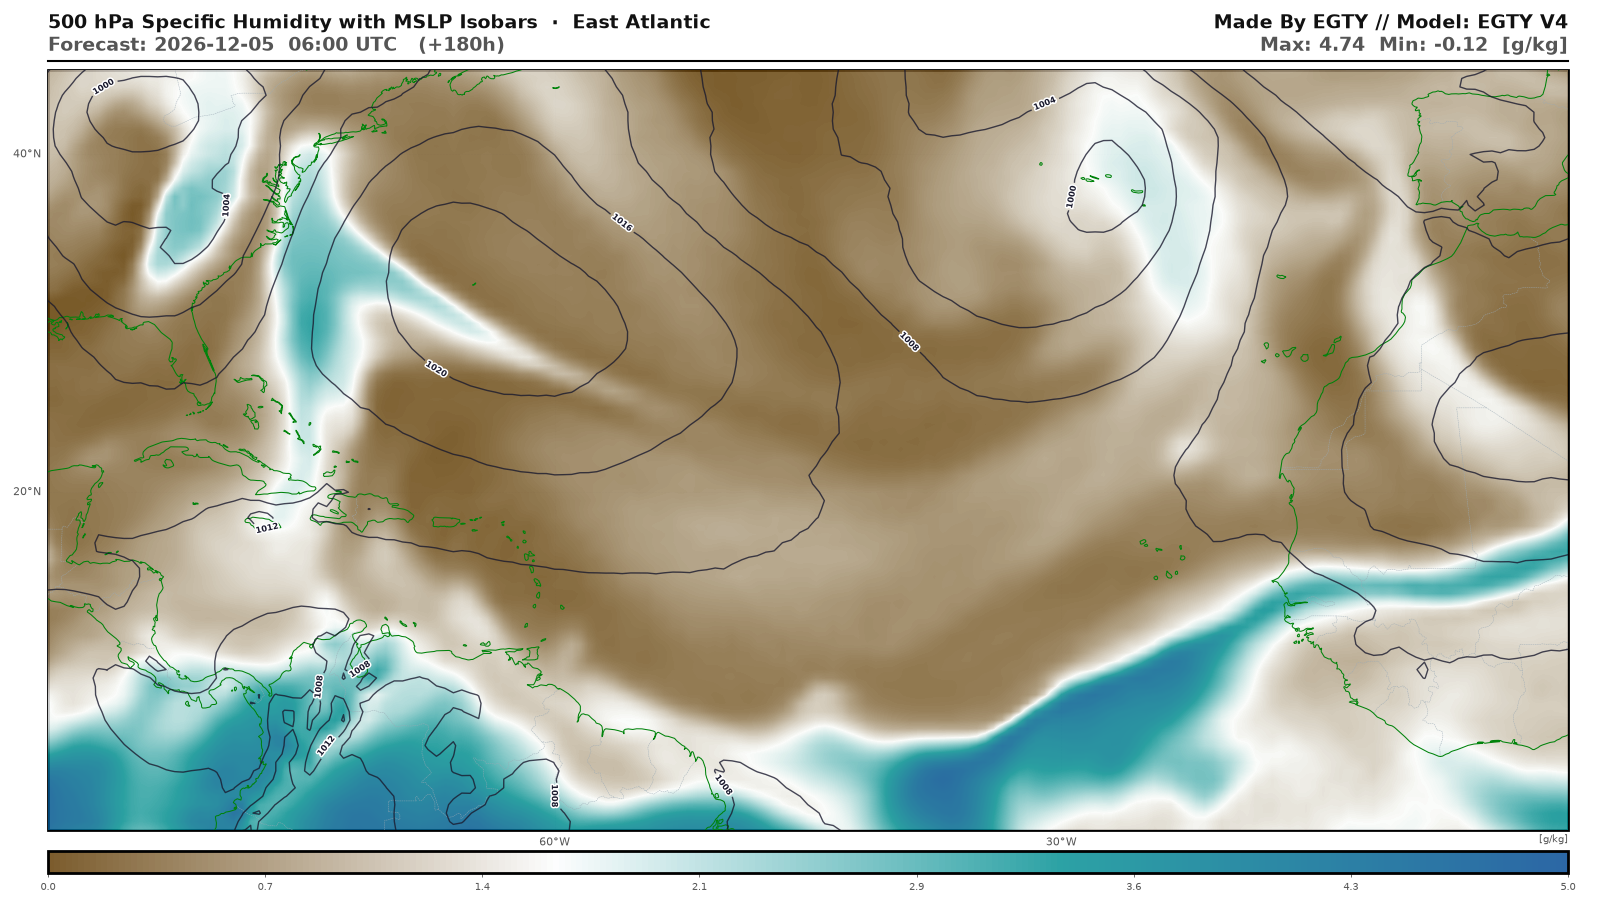 500 hPa Specific Humidity with MSLP Isobars · East Atlantic
Made By EGTY // Model: EGTY V4
Forecast: 2026-12-05 06:00 UTC (+180h)
Max: 4.74 Min: -0.12 [g/kg]
1000
1004
40°N
1000
1004
1016
1008
1020
20°N
1012
1008
1008
1012
1008
1008
60°W
30°W
[g/kg]
0.0
0.7
1.4
2.1
2.9
3.6
4.3
5.0